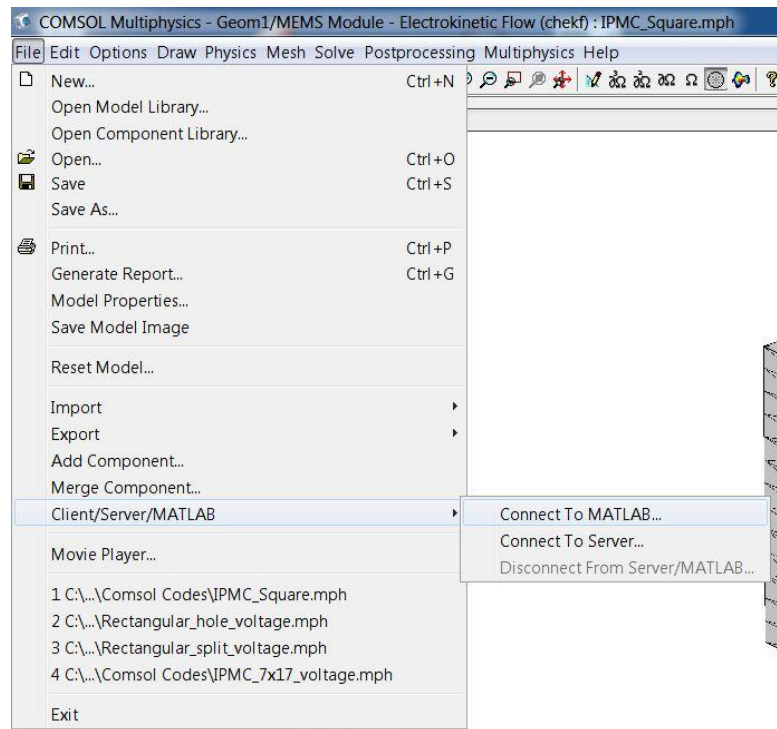 COMSOL Multiphysics - Geom1/MEMS Module - Electrokinetic Flow (chekf) : IPMC_Square.mph
File Edit Options Draw Physics Mesh Solve Postprocessing Multiphysics Help
New... Ctrl+N
Open Model Library...
Open Component Library...
Open... Ctrl+O
Save Ctrl+S
Save As...
Print... Ctrl+P
Generate Report... Ctrl+G
Model Properties...
Save Model Image
Reset Model...
Import
Export
Add Component...
Merge Component...
Client/Server/MATLAB
Connect To MATLAB...
Connect To Server...
Disconnect From Server/MATLAB...
Movie Player...
1 C:\...\Comsol Codes\IPMC_Square.mph
2 C:\...\Rectangular_hole_voltage.mph
3 C:\...\Rectangular_split_voltage.mph
4 C:\...\Comsol Codes\IPMC_7x17_voltage.mph
Exit